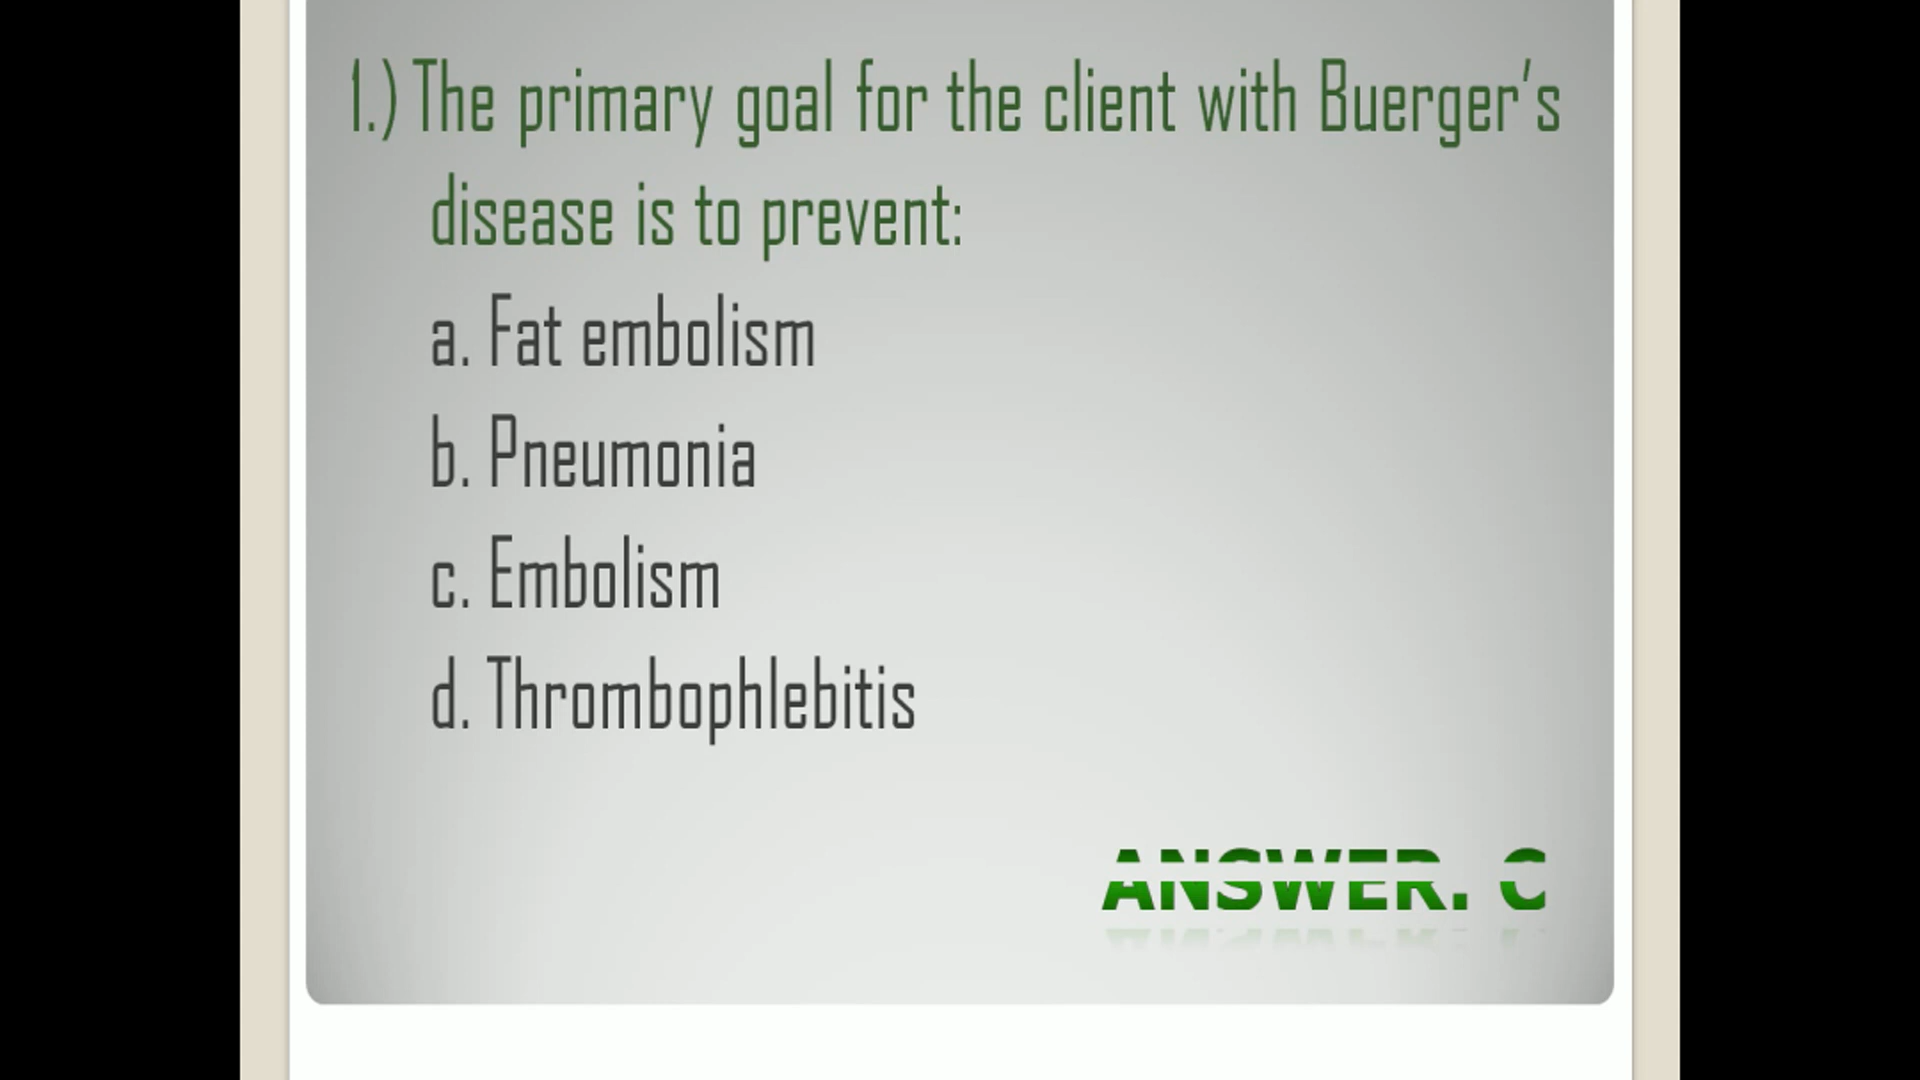 1.) The primary goal for the client with Buerger's
disease is to prevent:
a. Fat embolism
b. Pneumonia
c. Embolism
d. Thrombophlebitis
ANSWER. C